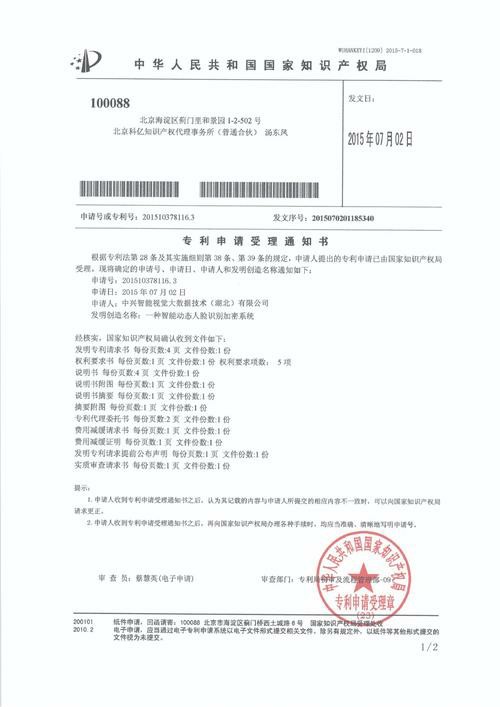 WUHANKEYI(1209) 2015-7-1-018
中华人民共和国国家知识产权局
100088
北京海淀区蓟门里和景园1-2-502号
北京科亿知识产权代理事务所（普通合伙） 汤东凤
发文日：
2015年07月02日
申请号或专利号：201510378116.3
发文序号：2015070201185340
专利申请受理通知书
根据专利法第28条及其实施细则第38条、第39条的规定，申请人提出的专利申请已由国家知识产权局
受理。现将确定的申请号、申请日、申请人和发明创造名称通知如下：
申请号：201510378116.3
申请日：2015年07月02日
申请人：中兴智能视觉大数据技术（湖北）有限公司
发明创造名称：一种智能动态人脸识别加密系统
经核实，国家知识产权局确认收到文件如下：
发明专利请求书 每份页数:4 页 文件份数:1 份
权利要求书 每份页数:1 页 文件份数:1 份 权利要求项数： 5 项
说明书 每份页数:4 页 文件份数:1 份
说明书附图 每份页数:1 页 文件份数:1 份
说明书摘要 每份页数:1 页 文件份数:1 份
摘要附图 每份页数:1 页 文件份数:1 份
专利代理委托书 每份页数:2 页 文件份数:1 份
费用减缓请求书 每份页数:1 页 文件份数:1 份
费用减缓证明 每份页数:1 页 文件份数:1 份
发明专利请求提前公布声明 每份页数:1 页 文件份数:1 份
实质审查请求书 每份页数:1 页 文件份数:1 份
提示：
1.申请人收到专利申请受理通知书之后，认为其记载的内容与申请人所提交的相应内容不一致时，可以向国家知识产权局
请求更正。
2.申请人收到专利申请受理通知书之后，再向国家知识产权局办理各种手续时，均应当准确、清晰地写明申请号。
审 查 员：蔡慧英(电子申请)
审查部门：专利局初审及流程管理部-09
中华人民共和国国家知识产权局
专利申请受理章
(23)
200101 纸件申请，回函请寄：100088 北京市海淀区蓟门桥西土城路6号 国家知识产权局受理处收
2010.2 电子申请，应当通过电子专利申请系统以电子文件形式提交相关文件。除另有规定外，以纸件等其他形式提交的
文件视为未提交。
1/2